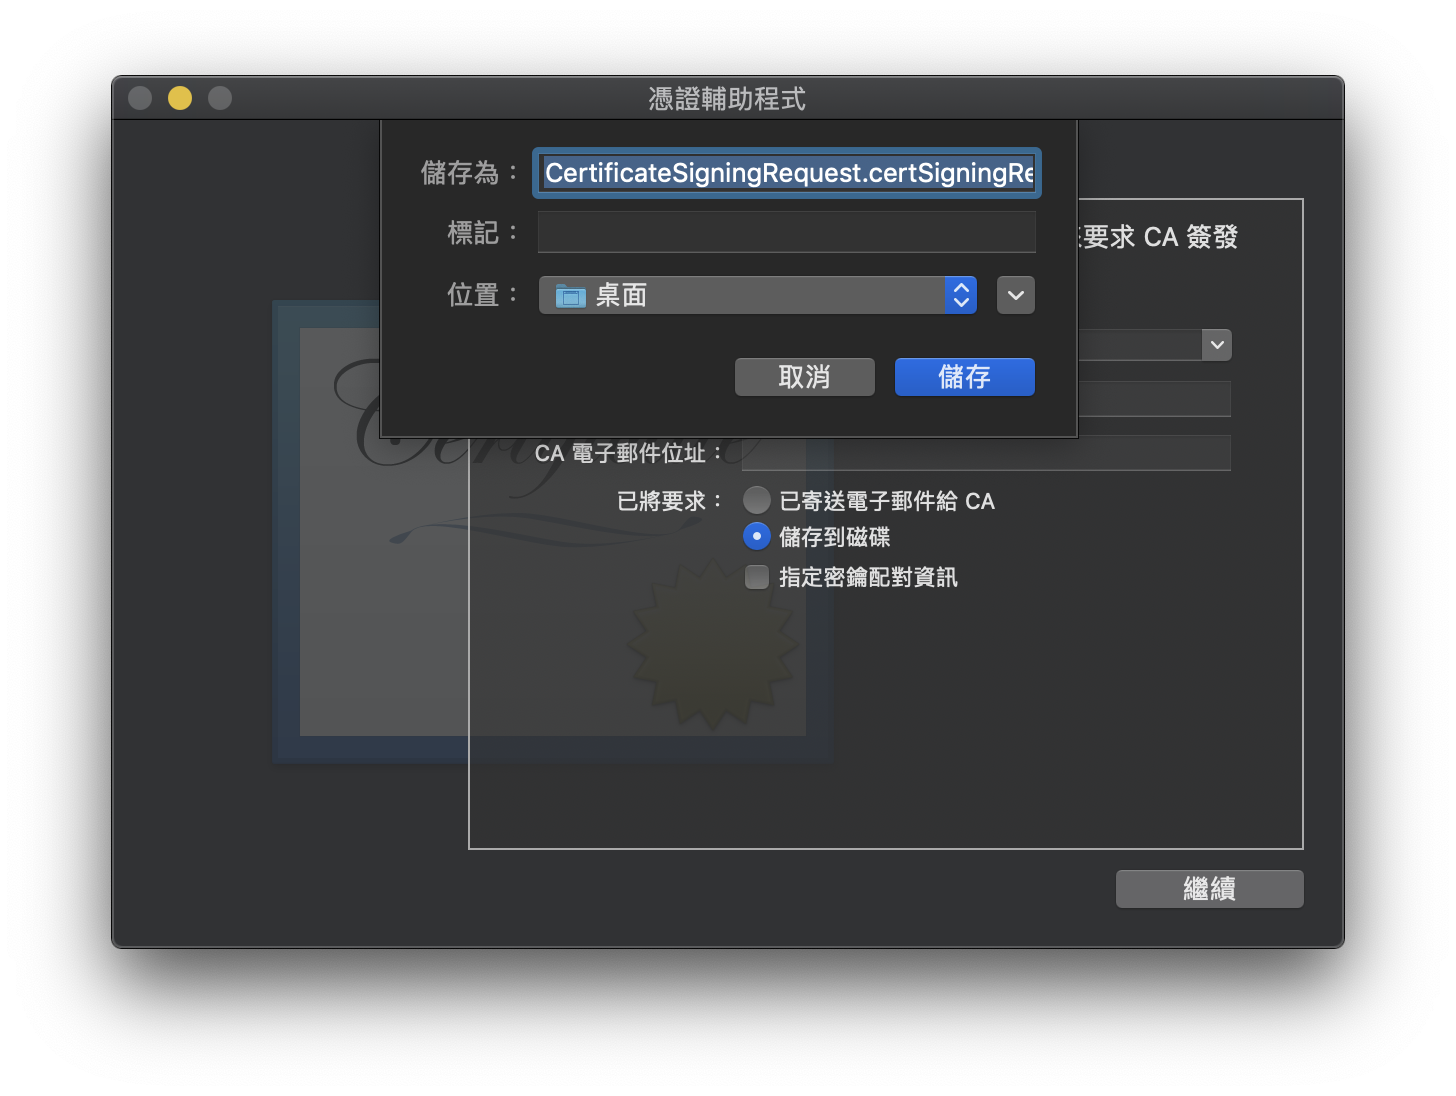 憑證輔助程式
儲存為：
CertificateSigningRequest.certSigningRe
標記：
要求 CA 簽發
位置：
桌面
取消
儲存
CA 電子郵件位址：
已將要求：
已寄送電子郵件給 CA
儲存到磁碟
指定密鑰配對資訊
繼續